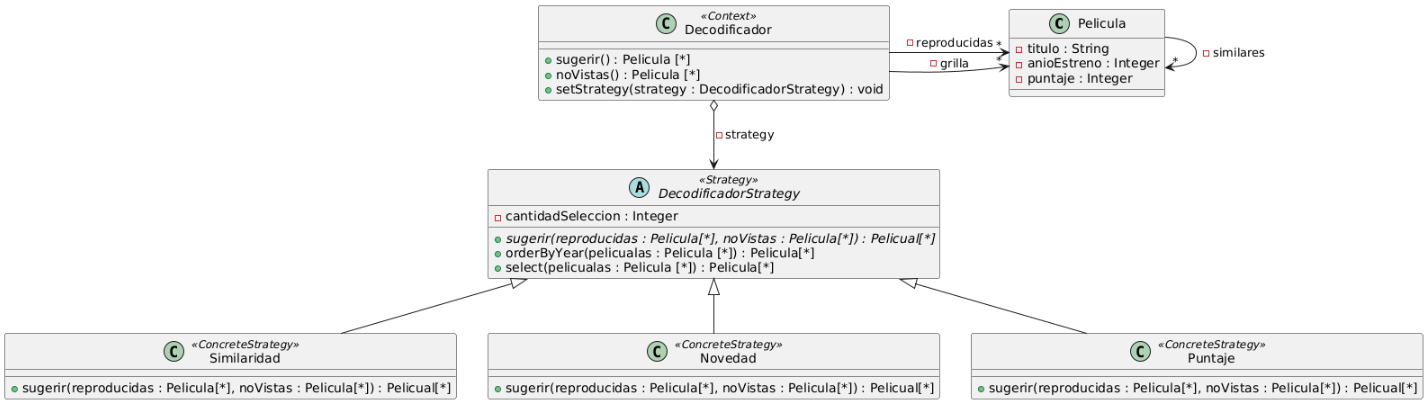 «Context»
Decodificador
sugerir() : Pelicula [*]
noVistas() : Pelicula [*]
setStrategy(strategy : DecodificadorStrategy) : void
reproducidas *
grilla *
Pelicula
titulo : String
anioEstreno : Integer
puntaje : Integer
similares
*
strategy
«Strategy»
DecodificadorStrategy
cantidadSeleccion : Integer
sugerir(reproducidas : Pelicula[*], noVistas : Pelicula[*]) : Pelicual[*]
orderByYear(pelicualas : Pelicula [*]) : Pelicula[*]
select(pelicualas : Pelicula [*]) : Pelicula[*]
«ConcreteStrategy»
Similaridad
sugerir(reproducidas : Pelicula[*], noVistas : Pelicula[*]) : Pelicual[*]
«ConcreteStrategy»
Novedad
sugerir(reproducidas : Pelicula[*], noVistas : Pelicula[*]) : Pelicual[*]
«ConcreteStrategy»
Puntaje
sugerir(reproducidas : Pelicula[*], noVistas : Pelicula[*]) : Pelicual[*]